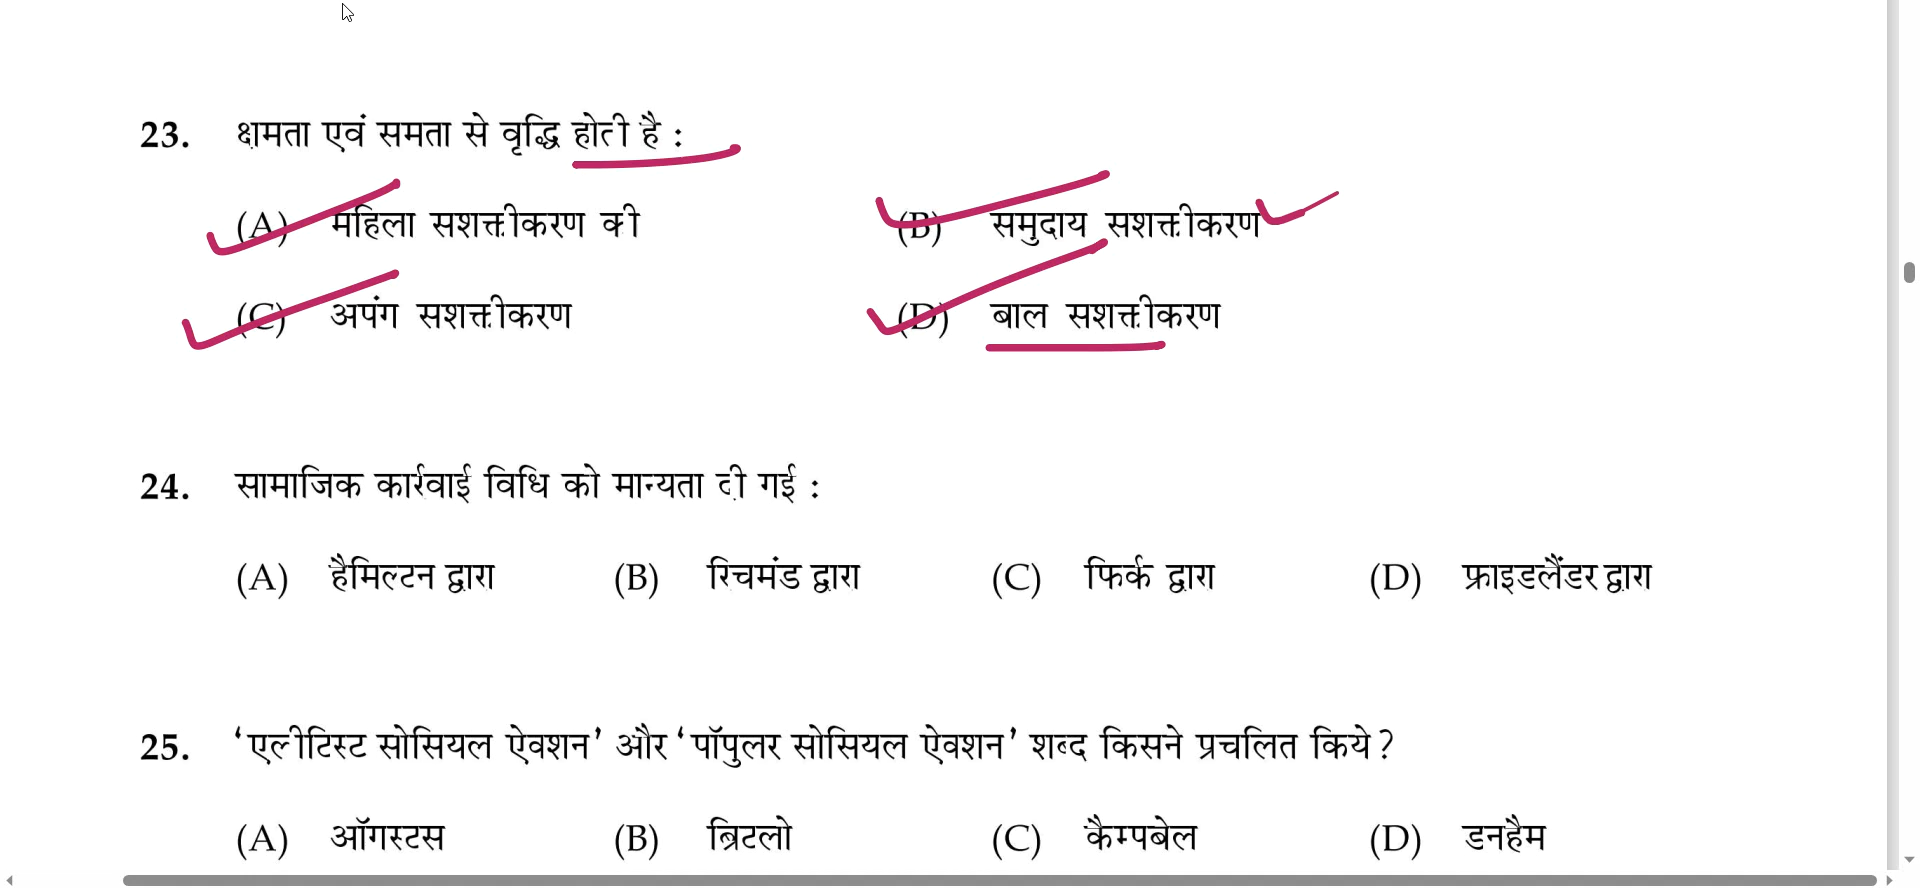 23. क्षमता एवं समता से वृद्धि होती है :
(A) महिला सशक्तीकरण की (B) समुदाय सशक्तीकरण
(C) अपंग सशक्तीकरण (D) बाल सशक्तीकरण
24. सामाजिक कार्रवाई विधि को मान्यता दी गई :
(A) हैमिल्टन द्वारा (B) रिचमंड द्वारा (C) फिर्क द्वारा (D) फ्राइडलैंडर द्वारा
25. ‘एलीटिस्ट सोसियल ऐक्शन’ और ‘पॉपुलर सोसियल ऐक्शन’ शब्द किसने प्रचलित किये ?
(A) ऑगस्टस (B) ब्रिटलो (C) कैम्पबेल (D) डनहैम